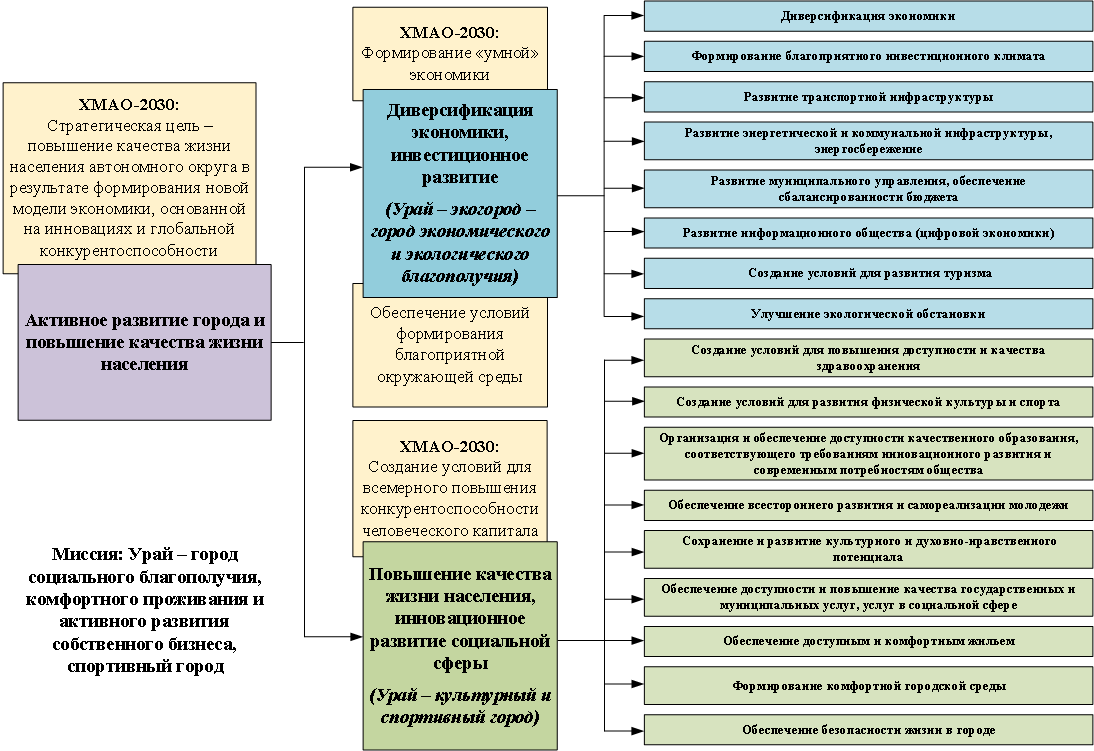 ХМАО-2030:
Стратегическая цель –
повышение качества жизни
населения автономного округа в
результате формирования новой
модели экономики, основанной
на инновациях и глобальной
конкурентоспособности
Активное развитие города и
повышение качества жизни
населения
Миссия: Урай – город
социального благополучия,
комфортного проживания и
активного развития
собственного бизнеса,
спортивный город
ХМАО-2030:
Формирование «умной»
экономики
Диверсификация
экономики,
инвестиционное
развитие
(Урай – экогород –
город экономического
и экологического
благополучия)
Обеспечение условий
формирования
благоприятной
окружающей среды
ХМАО-2030:
Создание условий для
всемерного повышения
конкурентоспособности
человеческого капитала
Повышение качества
жизни населения,
инновационное
развитие социальной
сферы
(Урай – культурный и
спортивный город)
Диверсификация экономики
Формирование благоприятного инвестиционного климата
Развитие транспортной инфраструктуры
Развитие энергетической и коммунальной инфраструктуры,
энергосбережение
Развитие муниципального управления, обеспечение
сбалансированности бюджета
Развитие информационного общества (цифровой экономики)
Создание условий для развития туризма
Улучшение экологической обстановки
Создание условий для повышения доступности и качества
здравоохранения
Создание условий для развития физической культуры и спорта
Организация и обеспечение доступности качественного образования,
соответствующего требованиям инновационного развития и
современным потребностям общества
Обеспечение всестороннего развития и самореализации молодежи
Сохранение и развитие культурного и духовно-нравственного
потенциала
Обеспечение доступности и повышение качества государственных и
муниципальных услуг, услуг в социальной сфере
Обеспечение доступным и комфортным жильем
Формирование комфортной городской среды
Обеспечение безопасности жизни в городе